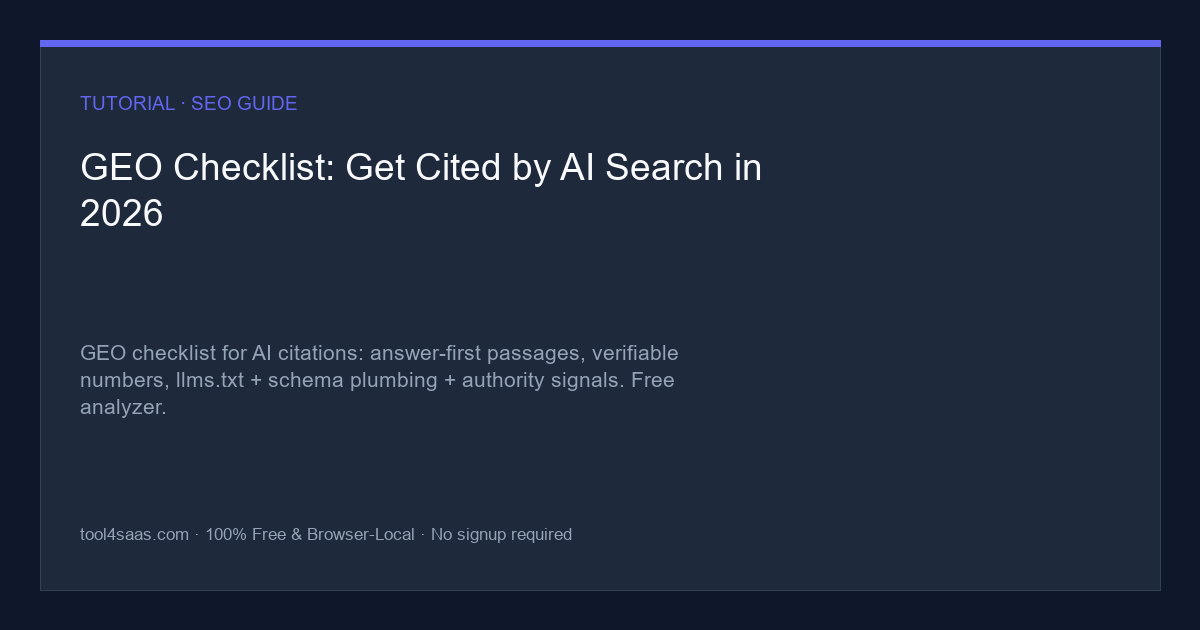 TUTORIAL · SEO GUIDE
GEO Checklist: Get Cited by AI Search in
2026
GEO checklist for AI citations: answer-first passages, verifiable
numbers, llms.txt + schema plumbing + authority signals. Free
analyzer.
tool4saas.com · 100% Free & Browser-Local · No signup required